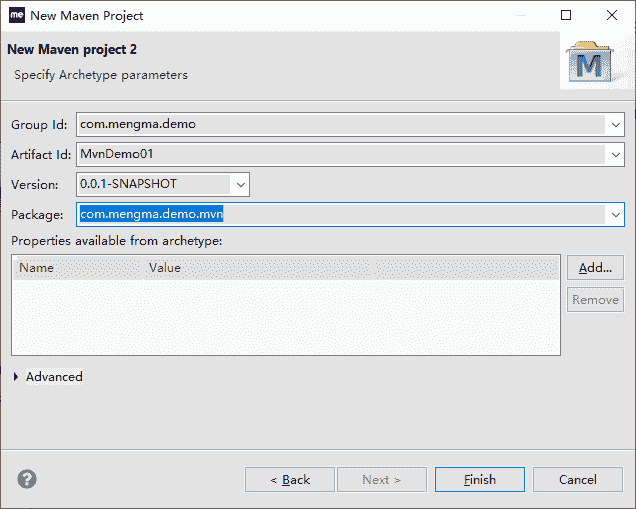 me New Maven Project
New Maven project 2
Specify Archetype parameters
M
Group Id: com.mengma.demo
Artifact Id: MvnDemo01
Version: 0.0.1-SNAPSHOT
Package: com.mengma.demo.mvn
Properties available from archetype:
Name Value
Add...
Remove
Advanced
? < Back Next > Finish Cancel